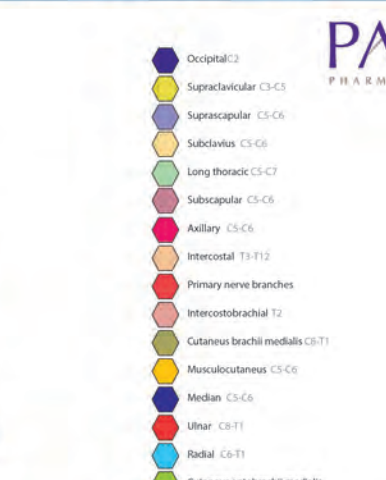 PA
PHARM
OccipitalC2
Supraclavicular C3-C5
Suprascapular C5-C6
Subclavius C5-C6
Long thoracic C5-C7
Subscapular C5-C6
Axillary C5-C6
Intercostal T3-T12
Primary nerve branches
Intercostobrachial T2
Cutaneus brachii medialis C8-T1
Musculocutaneus C5-C6
Median C5-C6
Ulnar C8-T1
Radial C6-T1